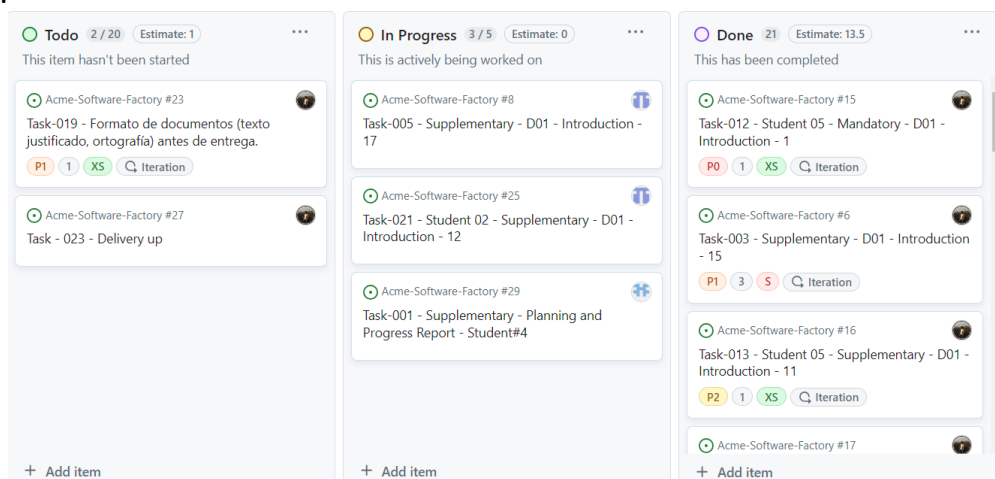 Todo 2 / 20 Estimate: 1 ...
This item hasn't been started
Acme-Software-Factory #23
Task-019 - Formato de documentos (texto
justificado, ortografía) antes de entrega.
P1 1 XS Iteration
Acme-Software-Factory #27
Task - 023 - Delivery up
+ Add item
In Progress 3 / 5 Estimate: 0 ...
This is actively being worked on
Acme-Software-Factory #8
Task-005 - Supplementary - D01 - Introduction -
17
Acme-Software-Factory #25
Task-021 - Student 02 - Supplementary - D01 -
Introduction - 12
Acme-Software-Factory #29
Task-001 - Supplementary - Planning and
Progress Report - Student#4
+ Add item
Done 21 Estimate: 13.5 ...
This has been completed
Acme-Software-Factory #15
Task-012 - Student 05 - Mandatory - D01 -
Introduction - 1
P0 1 XS Iteration
Acme-Software-Factory #6
Task-003 - Supplementary - D01 - Introduction
- 15
P1 3 S Iteration
Acme-Software-Factory #16
Task-013 - Student 05 - Supplementary - D01 -
Introduction - 11
P2 1 XS Iteration
Acme-Software-Factory #17
+ Add item